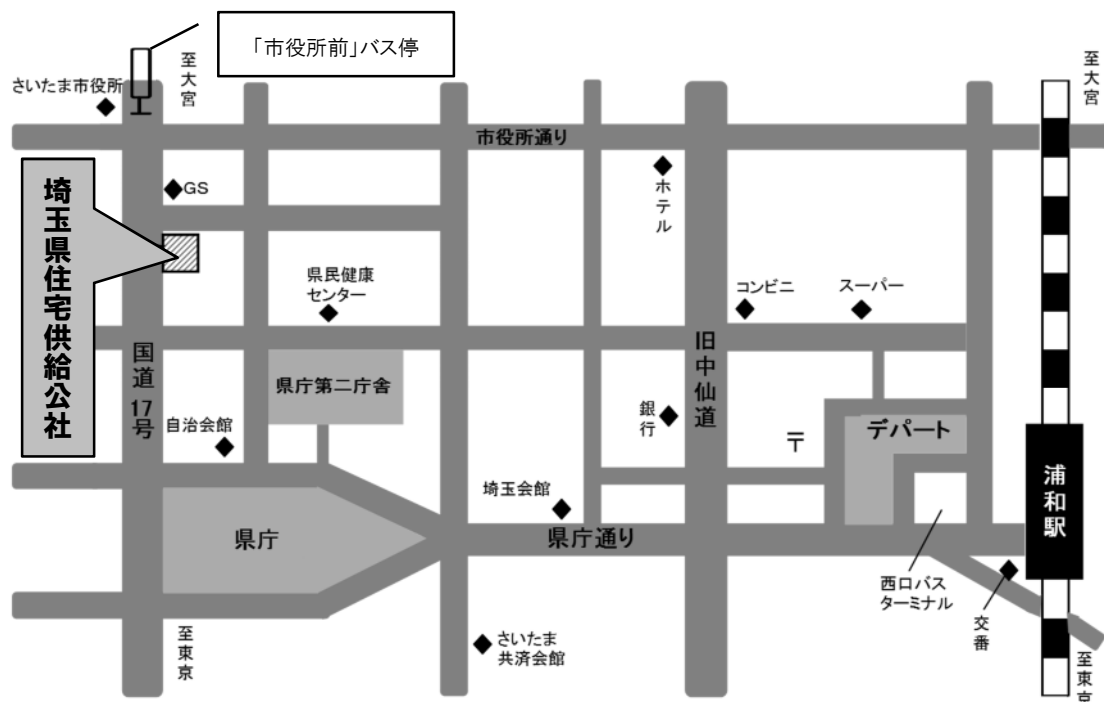 「市役所前」バス停
至大宮
至大宮
さいたま市役所
市役所通り
埼玉県住宅供給公社
GS
ホテル
県民健康
センター
コンビニ
スーパー
国道17号
県庁第二庁舎
旧中仙道
自治会館
銀行
〒
デパート
浦和駅
埼玉会館
県庁
県庁通り
西口バス
ターミナル
交番
至東京
さいたま
共済会館
至東京